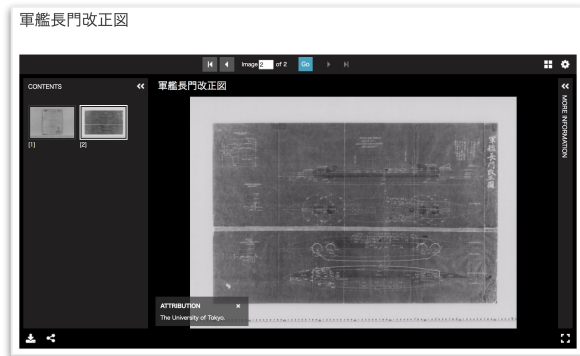 軍艦長門改正図
Image 2 of 2 Go
CONTENTS
軍艦長門改正図
MORE INFORMATION
[1]
[2]
軍艦長門改正圖
ATTRIBUTION
The University of Tokyo.